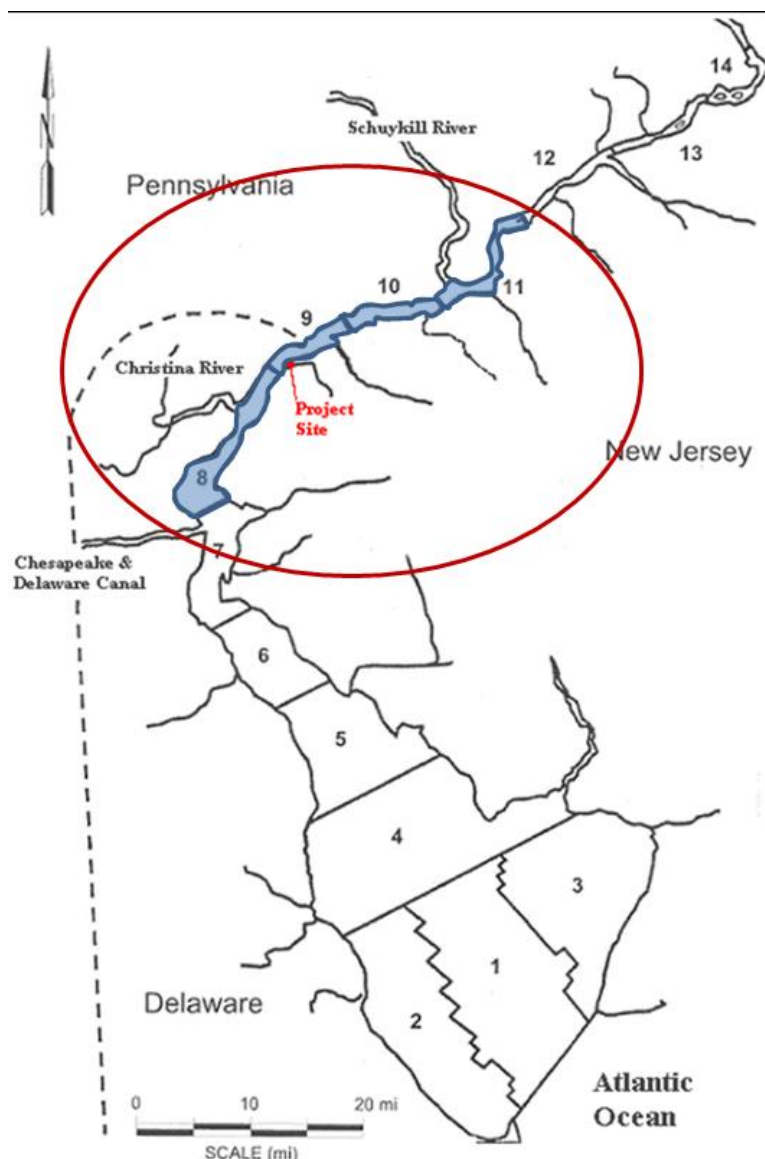 14
Schuykill River
12
13
Pennsylvania
N
10
11
9
Christina River
Project
Site
New Jersey
8
7
Chesapeake &
Delaware Canal
6
5
4
3
1
2
Delaware
Atlantic
Ocean
0 10 20 mi
SCALE (mi)